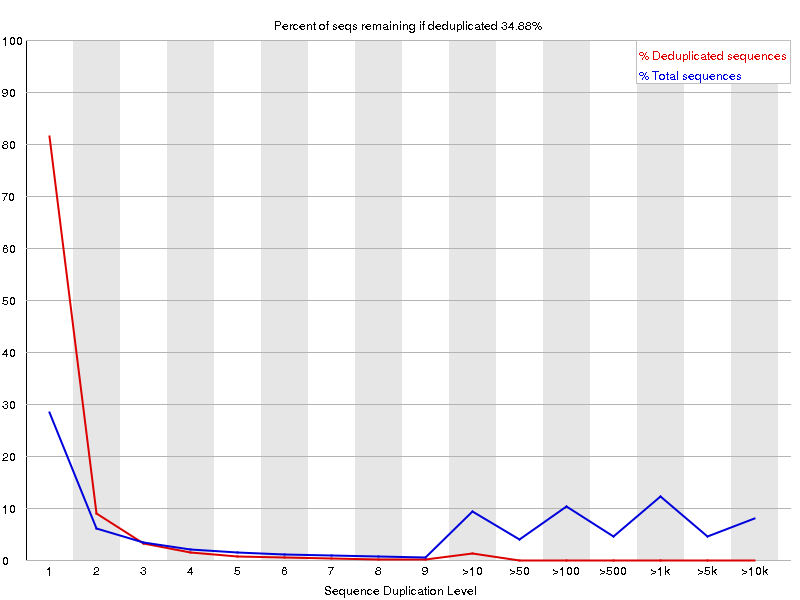 Percent of seqs remaining if deduplicated 34.88%
100
% Deduplicated sequences
% Total sequences
90
80
70
60
50
40
30
20
10
0
1 2 3 4 5 6 7 8 9 >10 >50 >100 >500 >1k >5k >10k
Sequence Duplication Level